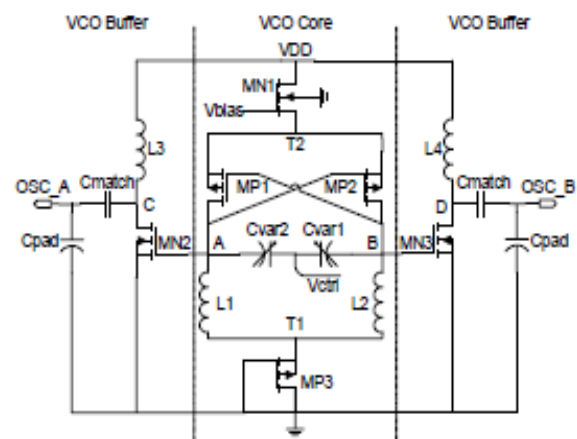 VCO Buffer
VCO Core
VCO Buffer
VDD
MN1
Vbias
T2
L3
L4
MP1
MP2
OSC_A
Cmatch
Cmatch
OSC_B
C
D
Cpad
MN2
A
Cvar2
Cvar1
B
MN3
Cpad
Vctrl
L1
L2
T1
MP3